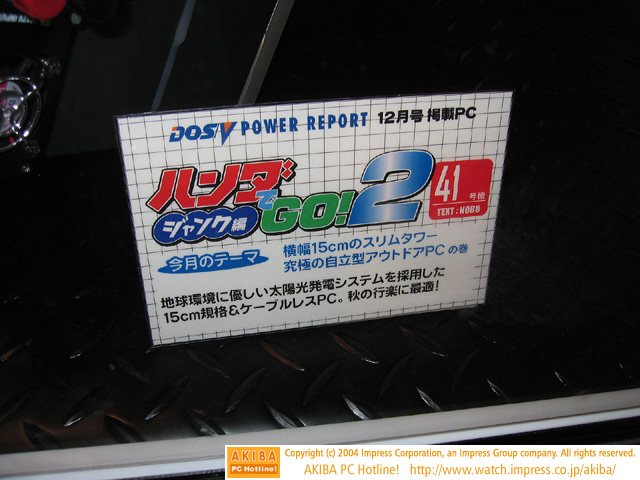 DOS/V POWER REPORT 12月号 掲載PC
ハンダでGO!2
ジャンク編
41号機
TEXT:NOBU
今月のテーマ
横幅15cmのスリムタワー
究極の自立型アウトドアPCの巻
地球環境に優しい太陽光発電システムを採用した
15cm規格&ケーブルレスPC。秋の行楽に最適!
AKIBA PC Hotline!
Copyright (c) 2004 Impress Corporation, an Impress Group company. All rights reserved.
AKIBA PC Hotline! http://www.watch.impress.co.jp/akiba/